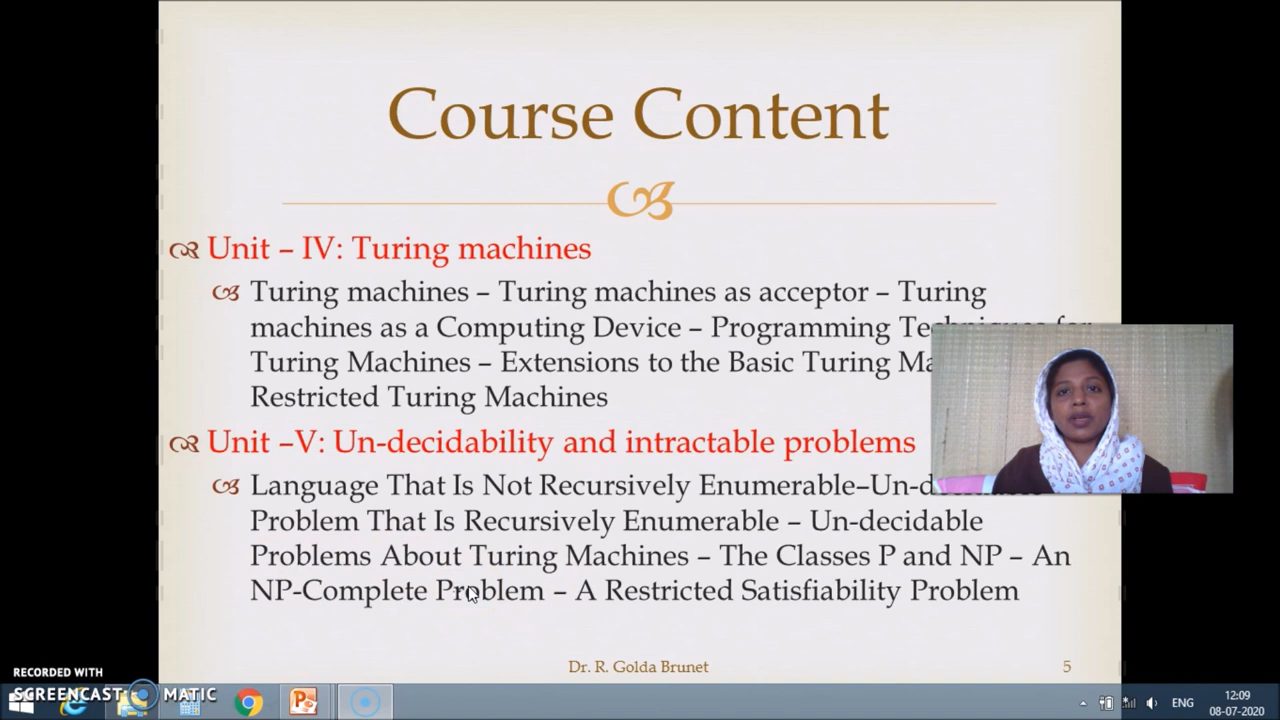 Course Content
Unit – IV: Turing machines
Turing machines – Turing machines as acceptor – Turing
machines as a Computing Device – Programming
Turing Machines – Extensions to the Basic Turing
Restricted Turing Machines
Unit –V: Un-decidability and intractable problems
Language That Is Not Recursively Enumerable–
Problem That Is Recursively Enumerable – Un-decidable
Problems About Turing Machines – The Classes P and NP – An
NP-Complete Problem – A Restricted Satisfiability Problem
Dr. R. Golda Brunet
5
RECORDED WITH
SCREENCAST MATIC
ENG
12:09
08-07-2020